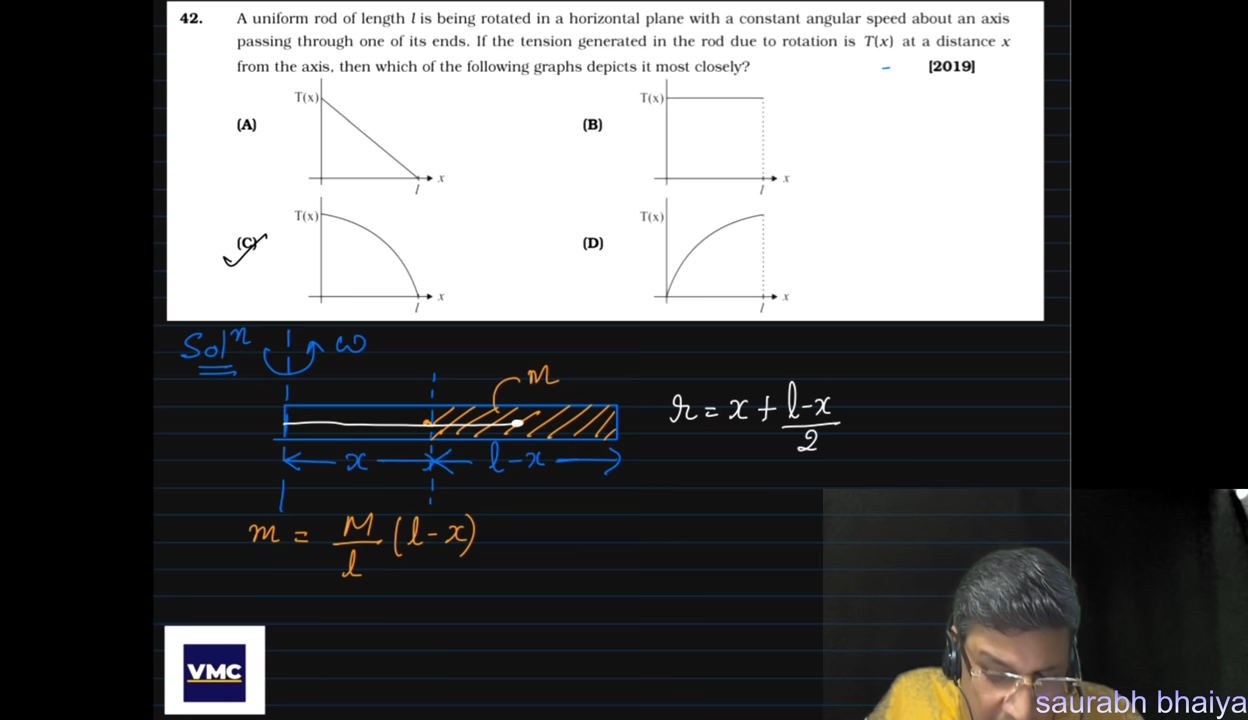 42. A uniform rod of length l is being rotated in a horizontal plane with a constant angular speed about an axis
passing through one of its ends. If the tension generated in the rod due to rotation is T(x) at a distance x
from the axis, then which of the following graphs depicts it most closely? [2019]
(A) T(x) x l
(B) T(x) x l
(C) T(x) x l
(D) T(x) x l
Solⁿ ω
m
r = x + (l-x)/2
x l-x
m = M/l (l-x)
VMC
saurabh bhaiya